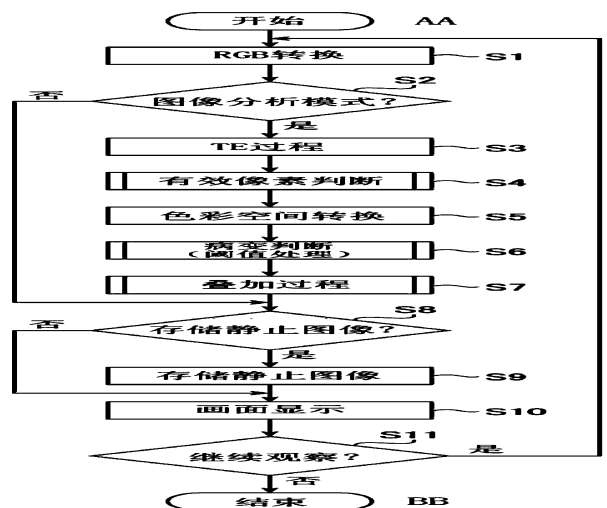 开始 AA
RGB转换 S1
S2
否
图像分析模式?
是
TE过程 S3
有效像素判断 S4
色彩空间转换 S5
病变判断
(阈值处理) S6
叠加过程 S7
S8
否
存储静止图像?
是
存储静止图像 S9
画面显示 S10
S11
继续观察? 是
否
结束 BB